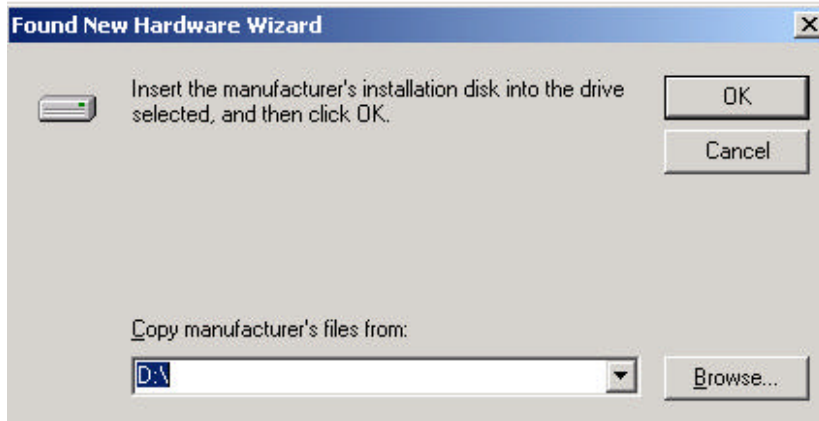 Found New Hardware Wizard
Insert the manufacturer's installation disk into the drive
selected, and then click OK.
OK
Cancel
Copy manufacturer's files from:
D:\
Browse...